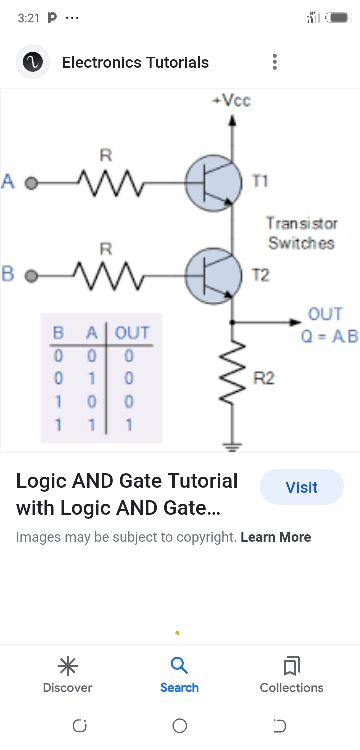 3:21 P ...
Electronics Tutorials
+Vcc
R
A
T1
Transistor
Switches
R
B
T2
OUT
Q = A.B
B A OUT
0 0 0
0 1 0
1 0 0
1 1 1
R2
Logic AND Gate Tutorial
with Logic AND Gate...
Visit
Images may be subject to copyright. Learn More
Discover
Search
Collections